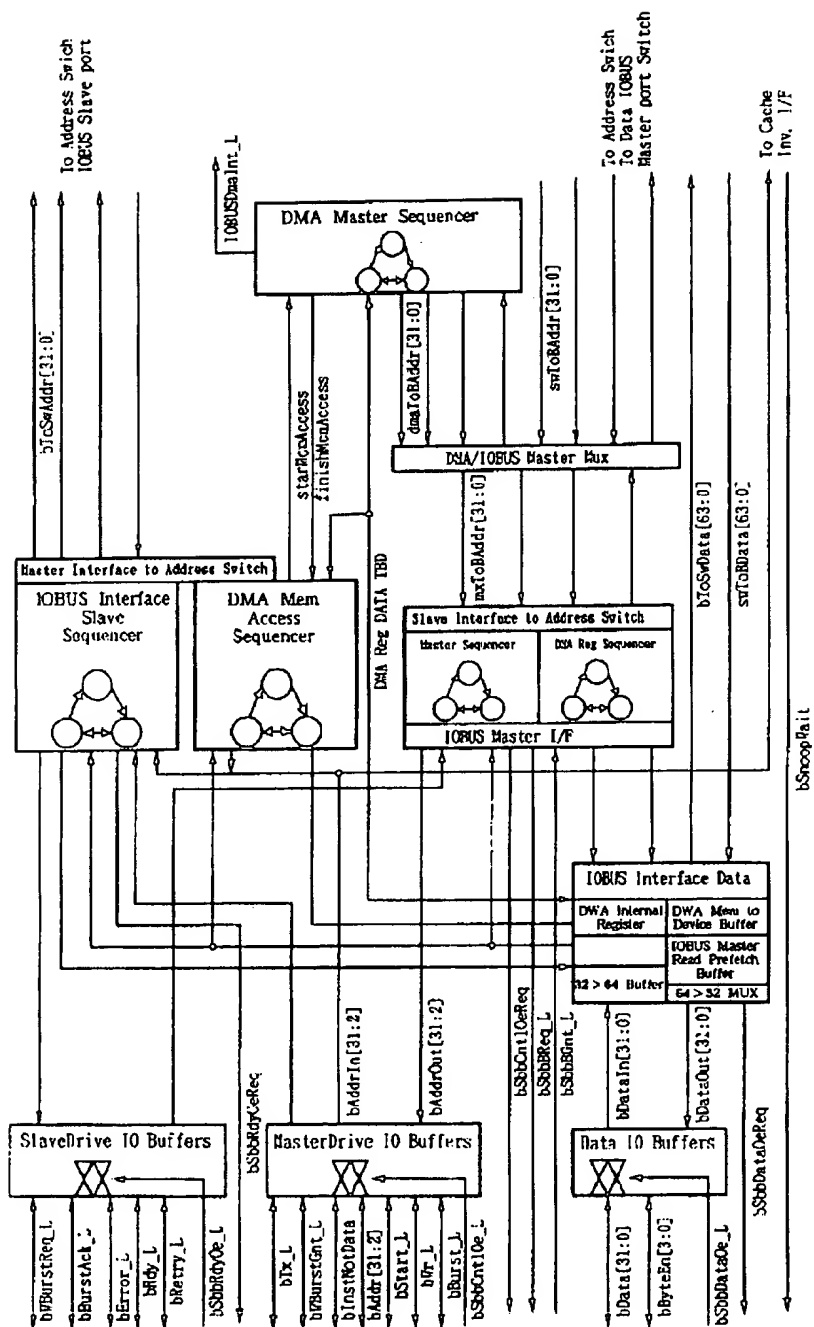 To Address Swich
IOBUS Slave port
To Address Swich
To Data IOBUS
Master port Switch
To Cache
Inv. I/F
IOBUSDmaInt_L
DMA Master Sequencer
bToSwAddr[31:0]
starMcmAccess
finishMcmAccess
dmaToBAddr[31:0]
swToBAddr[31:0]
DMA/IOBUS Master Mux
mxToBAddr[31:0]
bToSwData[63:0]
swToBData[63:0]
Master Interface to Address Switch
IOBUS Interface
Slave
Sequencer
DMA Mem
Access
Sequencer
DMA Reg DATA TBD
Slave Interface to Address Switch
Master Sequencer
DMA Reg Sequencer
IOBUS Master I/F
bSnoopWait
IOBUS Interface Data
DWA Internal
Register
DWA Mem to
Device Buffer
IOBUS Master
Read Prefetch
Buffer
32 > 64 Buffer
64 > 32 MUX
bSbbRdyOeReq
bAddrIn[31:2]
bAddrOut[31:2]
bSbbCntlOeReq
bSbbBReq_L
bSbbBGnt_L
bDataIn[31:0]
bDataOut[31:0]
bSbbDataOeReq
SlaveDrive IO Buffers
MasterDrive IO Buffers
Data IO Buffers
bWBurstReq_L
bBurstAck_L
bError_L
bRdy_L
bRetry_L
bSbbRdyOe_L
bTx_L
bWBurstGnt_L
bInstNotData
bAddr[31:2]
bStart_L
bWr_L
bBurst_L
bSbbCntlOe_L
bData[31:0]
bByteEn[3:0]
bSbbDataOe_L